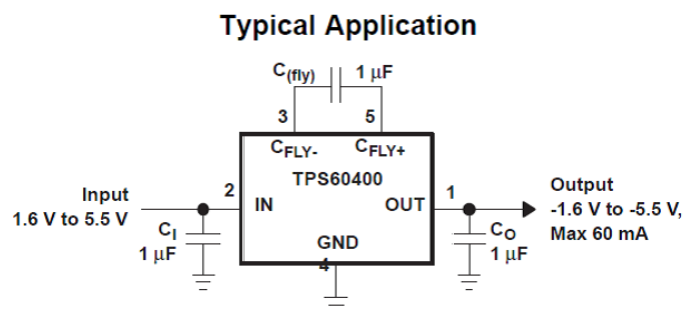 Typical Application
C(fly) 1 µF
3 5
CFLY- CFLY+
TPS60400
Input
1.6 V to 5.5 V
2 IN
OUT 1
Output
-1.6 V to -5.5 V,
Max 60 mA
CI
1 µF
GND
4
CO
1 µF